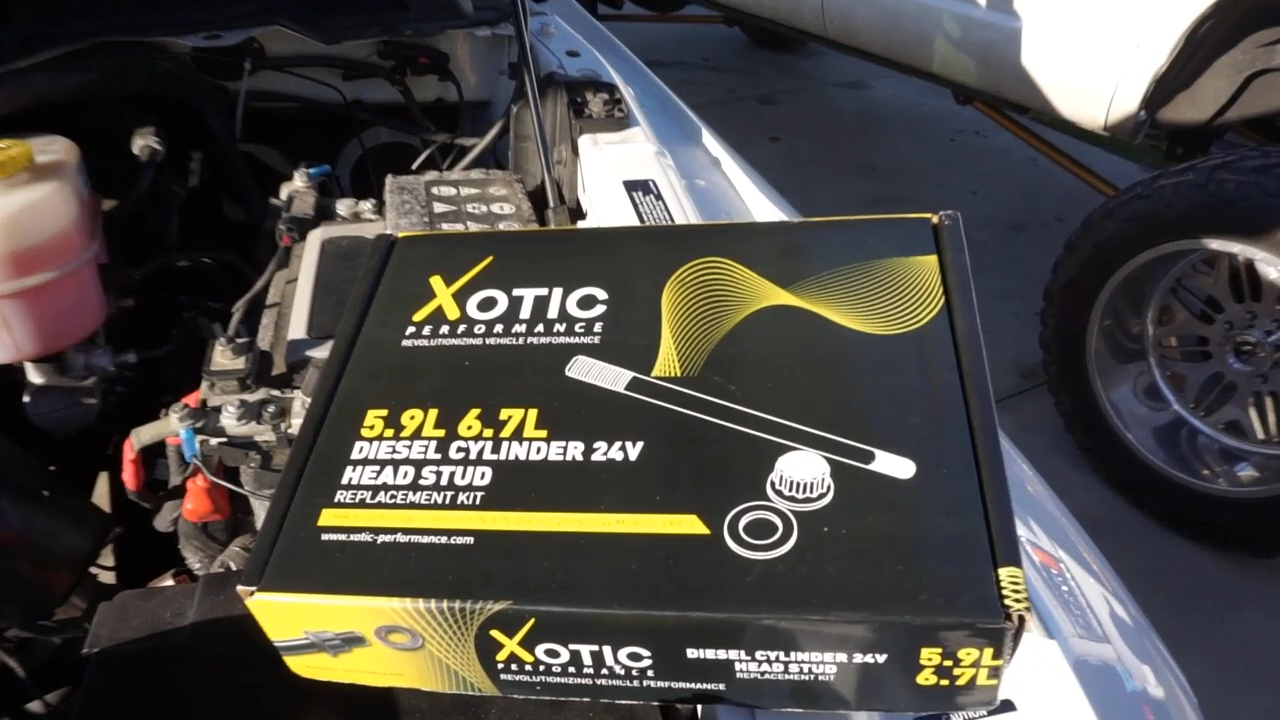 XOTIC
PERFORMANCE
REVOLUTIONIZING VEHICLE PERFORMANCE
5.9L 6.7L
DIESEL CYLINDER 24V
HEAD STUD
REPLACEMENT KIT
www.xotic-performance.com
XOTIC
PERFORMANCE
REVOLUTIONIZING VEHICLE PERFORMANCE
DIESEL CYLINDER 24V
HEAD STUD
REPLACEMENT KIT
5.9L
6.7L
CAUTION